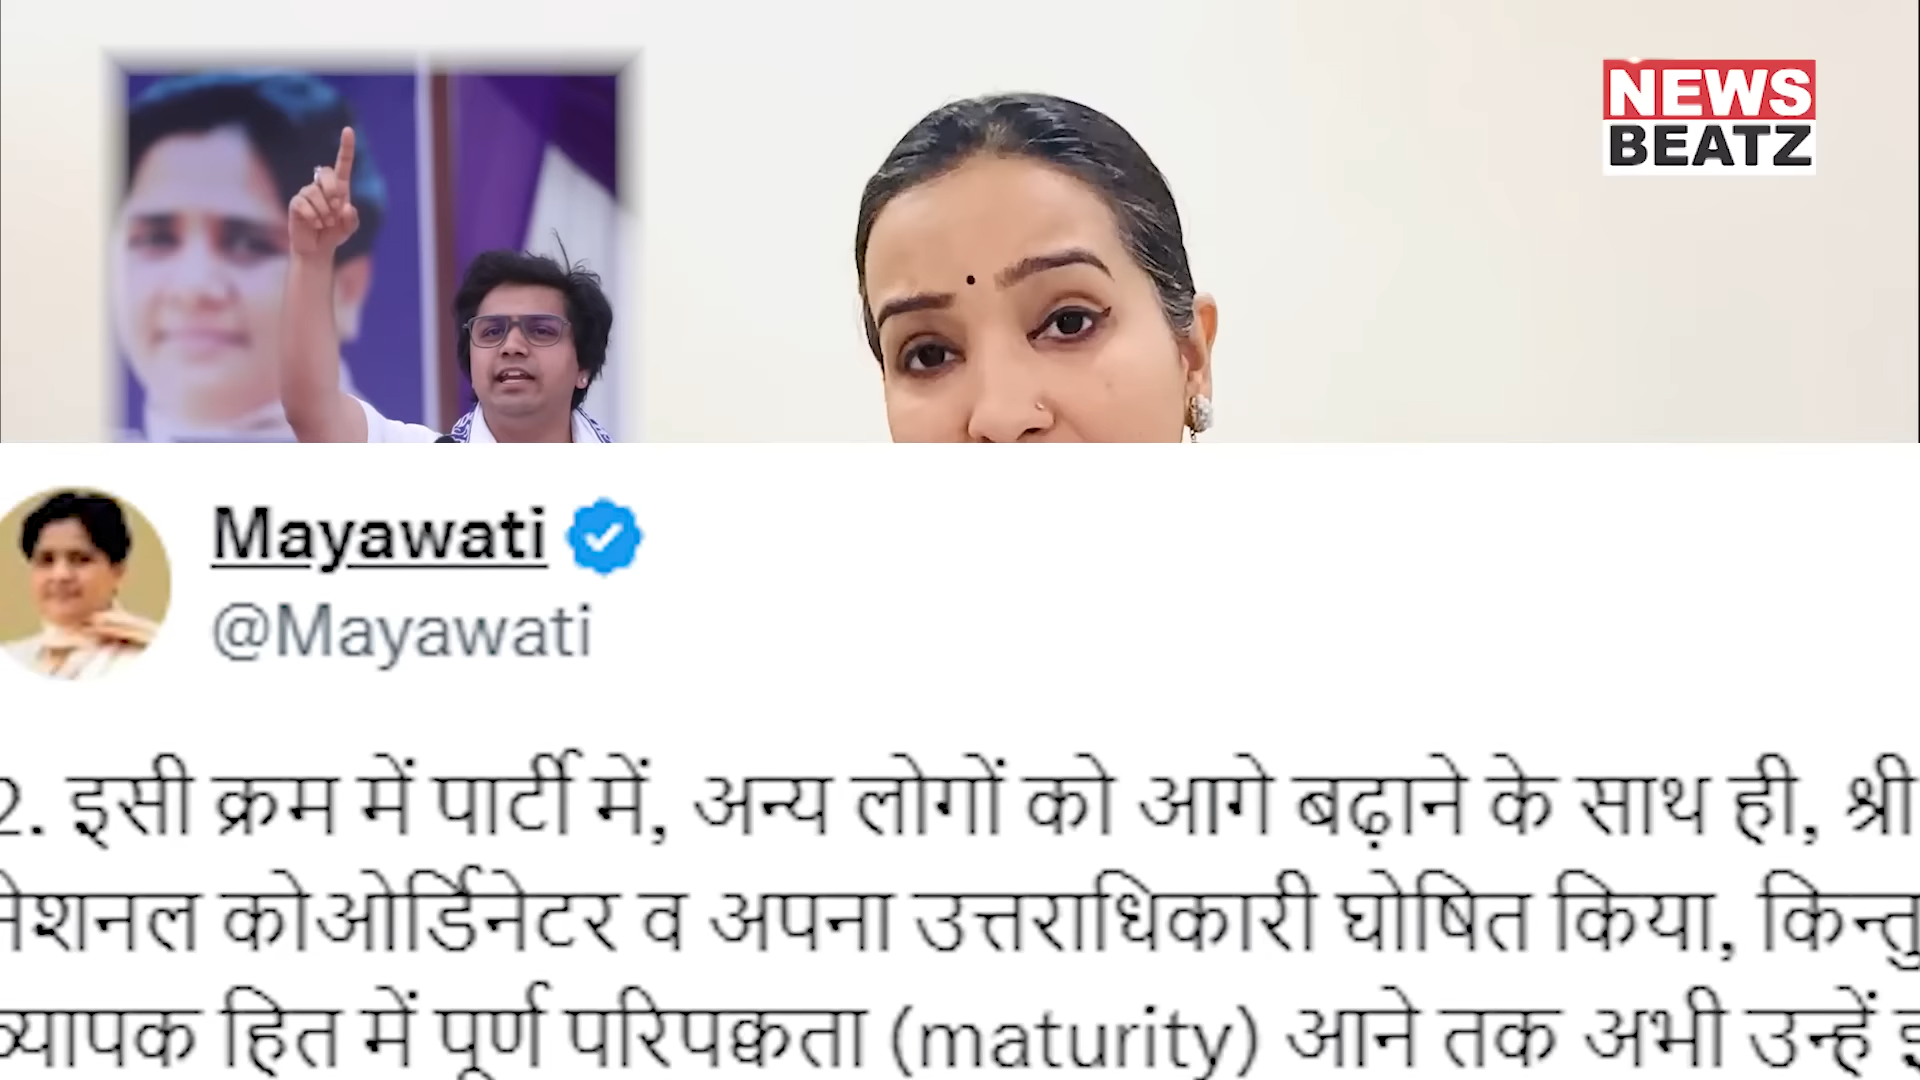 NEWS
BEATZ
Mayawati
@Mayawati
2. इसी क्रम में पार्टी में, अन्य लोगों को आगे बढ़ाने के साथ ही, श्री
नेशनल कोओर्डिनेटर व अपना उत्तराधिकारी घोषित किया, किन्तु
व्यापक हित में पूर्ण परिपक्वता (maturity) आने तक अभी उन्हें